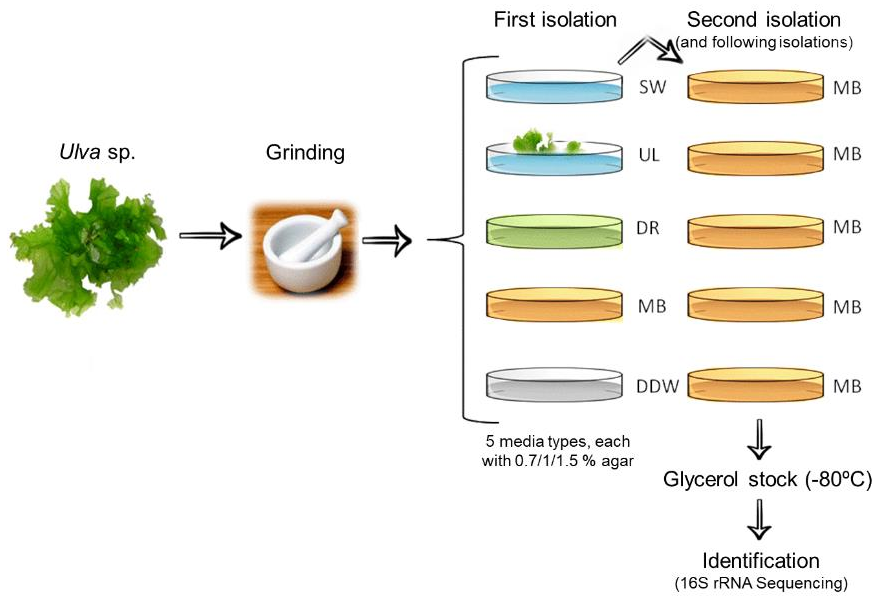 First isolation
Second isolation
(and following isolations)
Ulva sp.
Grinding
SW
MB
UL
MB
DR
MB
MB
MB
DDW
MB
5 media types, each
with 0.7/1/1.5 % agar
Glycerol stock (-80ºC)
Identification
(16S rRNA Sequencing)